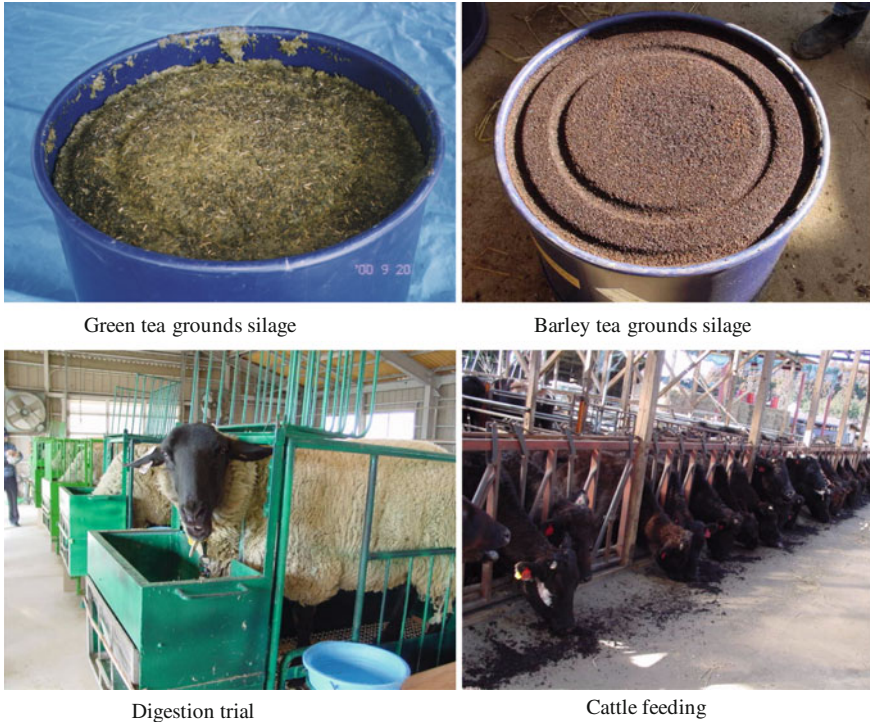 '00 9 20
Green tea grounds silage
Barley tea grounds silage
Digestion trial
Cattle feeding